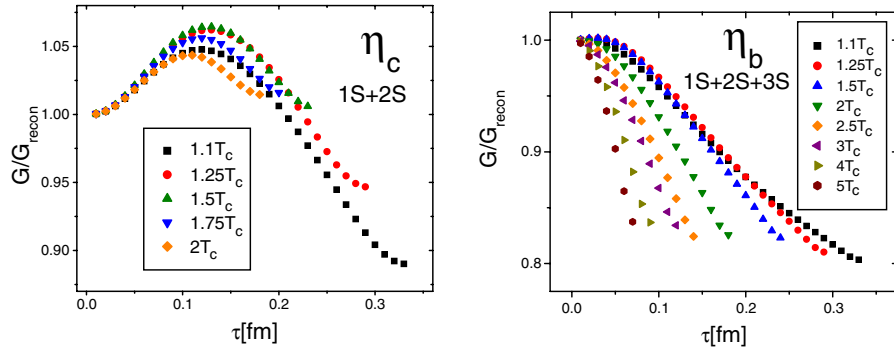 G/G_recon
1.05
1.00
0.95
0.90
η_c
1S+2S
1.1T_c
1.25T_c
1.5T_c
1.75T_c
2T_c
0.0
0.1
0.2
0.3
τ[fm]
G/G_recon
1.0
0.9
0.8
η_b
1S+2S+3S
1.1T_c
1.25T_c
1.5T_c
2T_c
2.5T_c
3T_c
4T_c
5T_c
0.0
0.1
0.2
0.3
τ[fm]